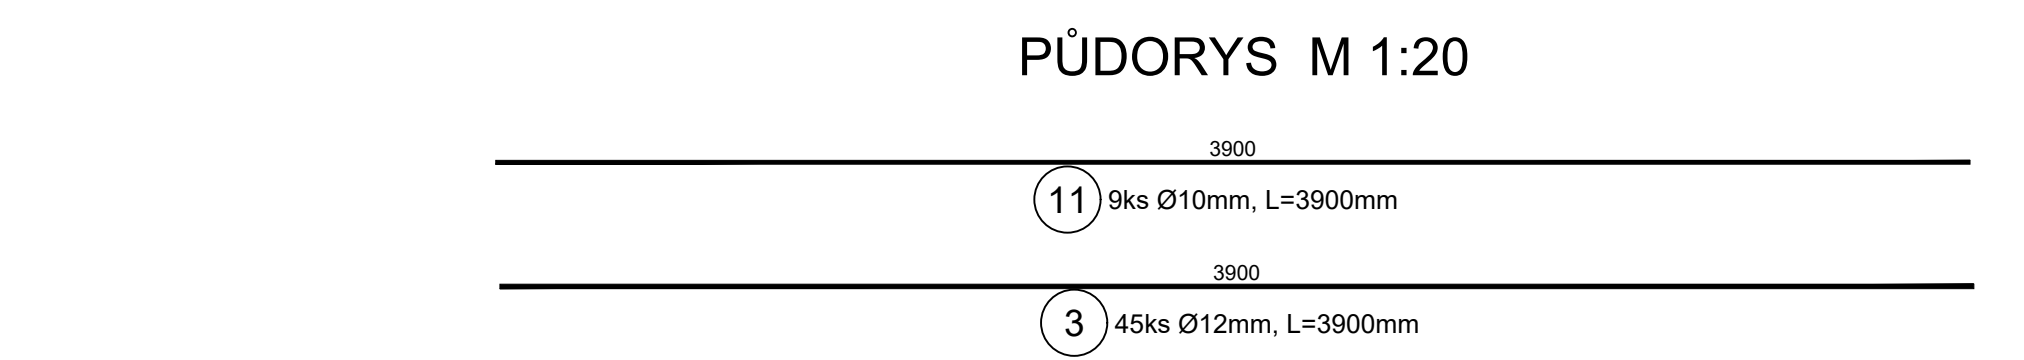 PŮDORYS M 1:20
3900
11 9ks Ø10mm, L=3900mm
3900
3 45ks Ø12mm, L=3900mm